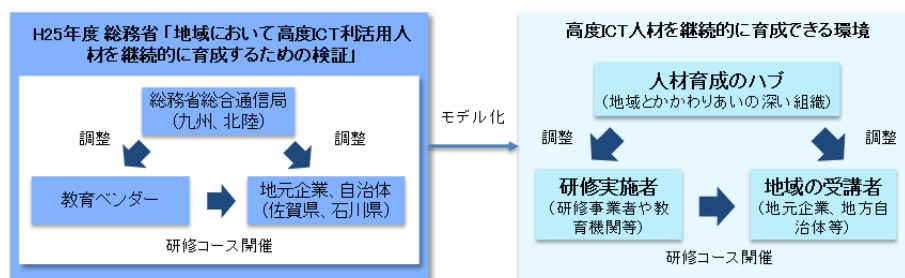 H25年度 総務省「地域において高度ICT利活用人
材を継続的に育成するための検証」
総務省総合通信局
(九州、北陸)
調整
調整
教育ベンダー
地元企業、自治体
(佐賀県、石川県)
研修コース開催
モデル化
高度ICT人材を継続的に育成できる環境
人材育成のハブ
(地域とかかわりあいの深い組織)
調整
調整
研修実施者
(研修事業者や教
育機関等)
地域の受講者
(地元企業、地方自
治体等)
研修コース開催